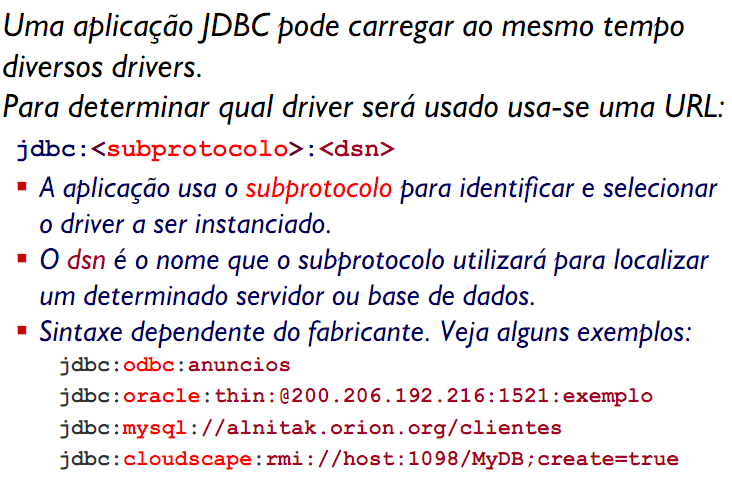 Uma aplicação JDBC pode carregar ao mesmo tempo
diversos drivers.
Para determinar qual driver será usado usa-se uma URL:
jdbc:<subprotocolo>:<dsn>
▪ A aplicação usa o subprotocolo para identificar e selecionar
o driver a ser instanciado.
▪ O dsn é o nome que o subprotocolo utilizará para localizar
um determinado servidor ou base de dados.
▪ Sintaxe dependente do fabricante. Veja alguns exemplos:
jdbc:odbc:anuncios
jdbc:oracle:thin:@200.206.192.216:1521:exemplo
jdbc:mysql://alnitak.orion.org/clientes
jdbc:cloudscape:rmi://host:1098/MyDB;create=true